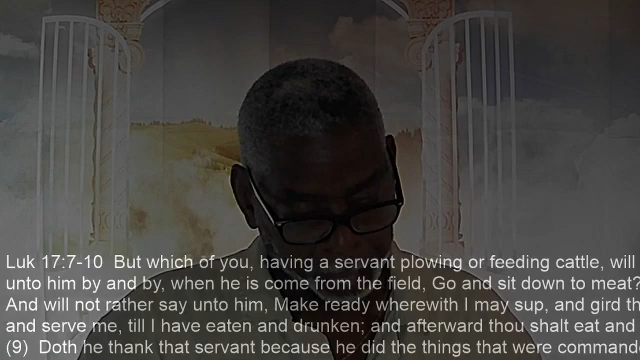 Luk 17:7-10  But which of you, having a servant plowing or feeding cattle, will
unto him by and by, when he is come from the field, Go and sit down to meat?
And will not rather say unto him, Make ready wherewith I may sup, and gird th
and serve me, till I have eaten and drunken; and afterward thou shalt eat and
(9)  Doth he thank that servant because he did the things that were command